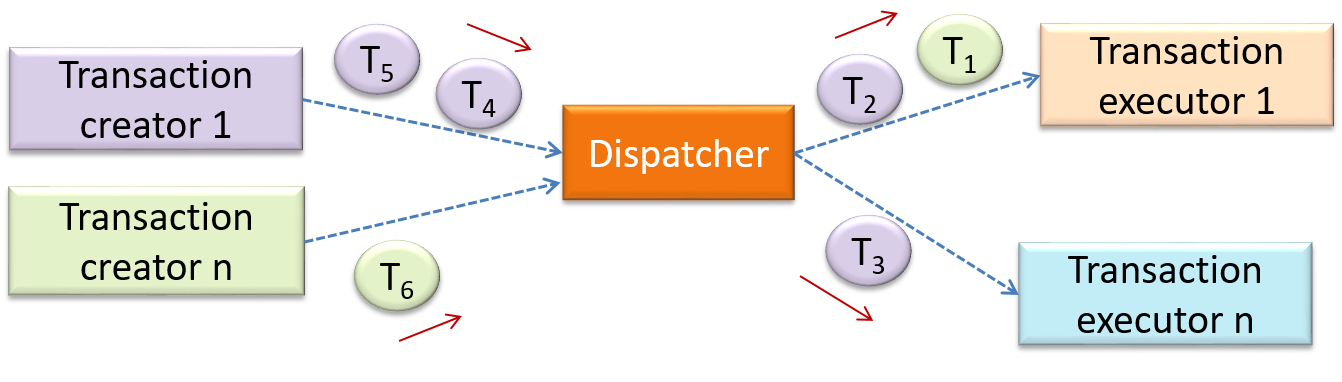 Transaction
creator 1
T5
T4
Dispatcher
T2
T1
Transaction
executor 1
Transaction
creator n
T6
T3
Transaction
executor n